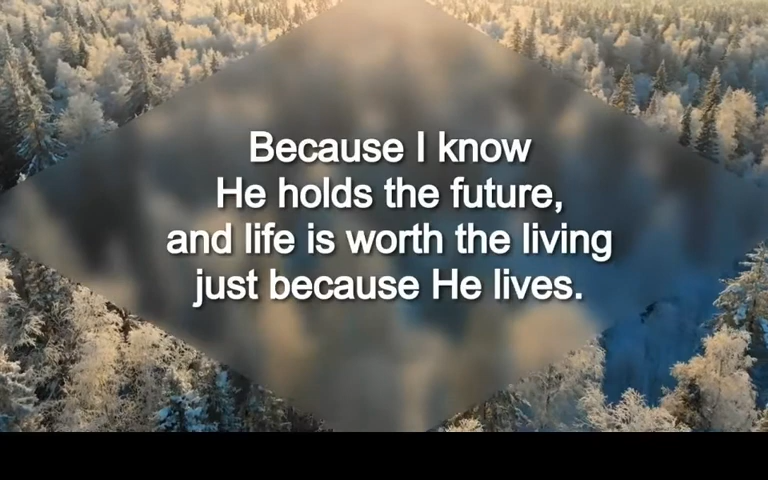 Because I know
He holds the future,
and life is worth the living
just because He lives.